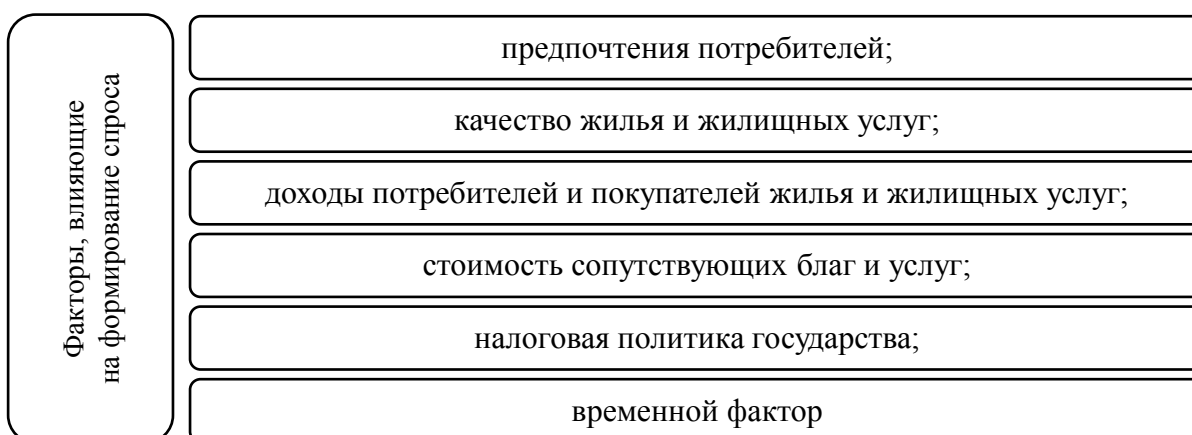 Факторы, влияющие
на формирование спроса
предпочтения потребителей;
качество жилья и жилищных услуг;
доходы потребителей и покупателей жилья и жилищных услуг;
стоимость сопутствующих благ и услуг;
налоговая политика государства;
временной фактор